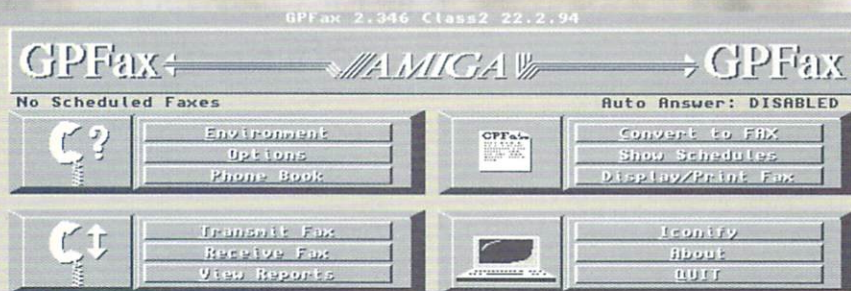 GPFax 2.346 Class2 22.2.94
GPFax AMIGA GPFax
No Scheduled Faxes Auto Answer: DISABLED
Environment
Options
Phone Book
GPFax
Convert to FAX
Show Schedules
Display/Print Fax
Transmit Fax
Receive Fax
View Reports
Iconify
About
QUIT